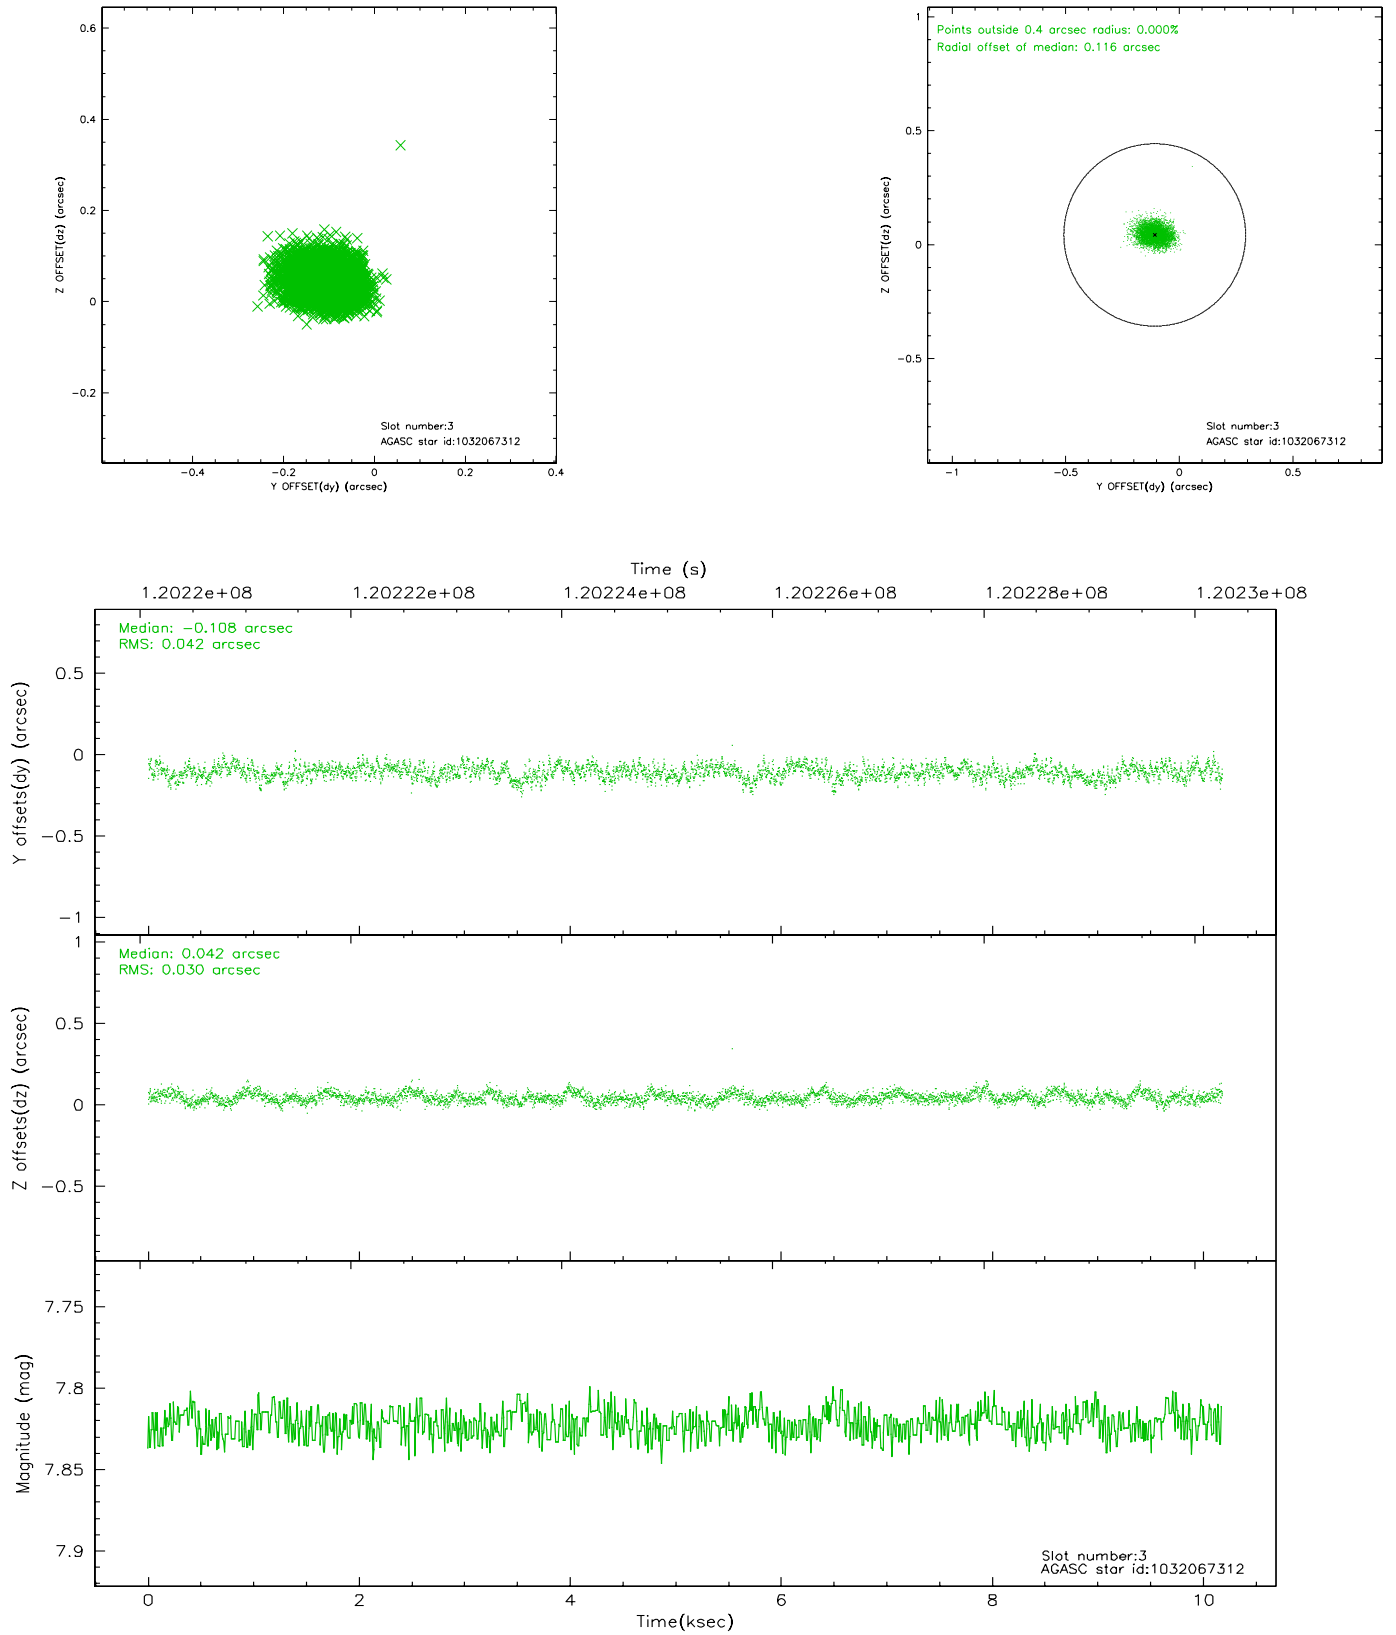 0.6
0.4
0.2
0
−0.2
Z OFFSET(dz) (arcsec)
Slot number:3
AGASC star id:1032067312
−0.4
−0.2
0
0.2
0.4
Y OFFSET(dy) (arcsec)
Points outside 0.4 arcsec radius: 0.000%
Radial offset of median: 0.116 arcsec
1
0.5
0
−0.5
Z OFFSET(dz) (arcsec)
Slot number:3
AGASC star id:1032067312
−1
−0.5
0
0.5
Y OFFSET(dy) (arcsec)
Time (s)
1.2022e+08
1.20222e+08
1.20224e+08
1.20226e+08
1.20228e+08
1.2023e+08
Median: −0.108 arcsec
RMS: 0.042 arcsec
0.5
0
−0.5
−1
Y offsets(dy) (arcsec)
Median: 0.042 arcsec
RMS: 0.030 arcsec
1
0.5
0
−0.5
Z offsets(dz) (arcsec)
7.75
7.8
7.85
7.9
Magnitude (mag)
Slot number:3
AGASC star id:1032067312
0
2
4
6
8
10
Time(ksec)